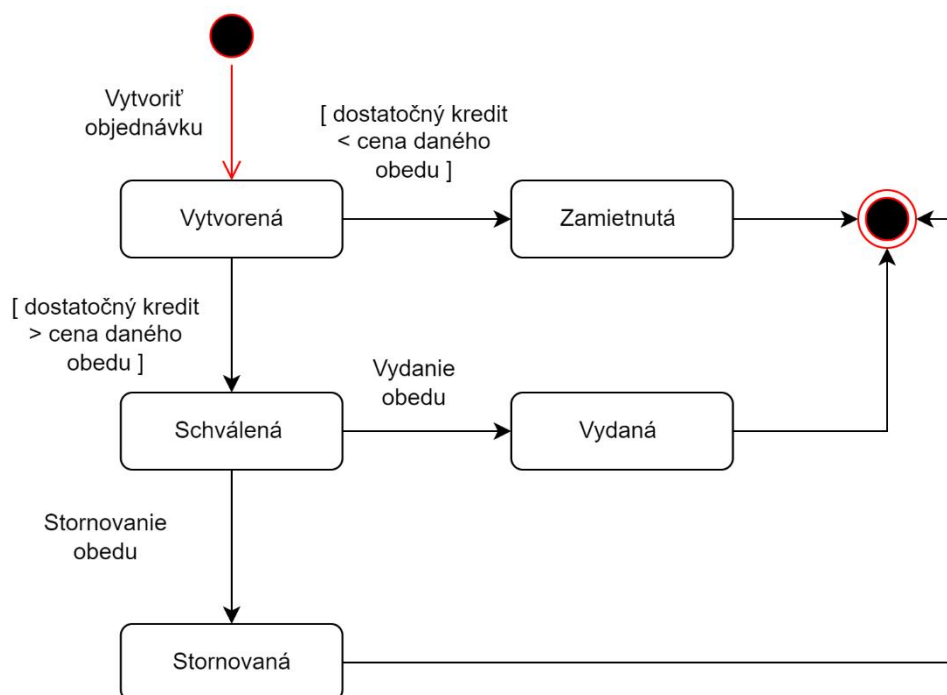 Vytvoriť
objednávku
[ dostatočný kredit
< cena daného
obedu ]
Vytvorená
Zamietnutá
[ dostatočný kredit
> cena daného
obedu ]
Vydanie
obedu
Schválená
Vydaná
Stornovanie
obedu
Stornovaná